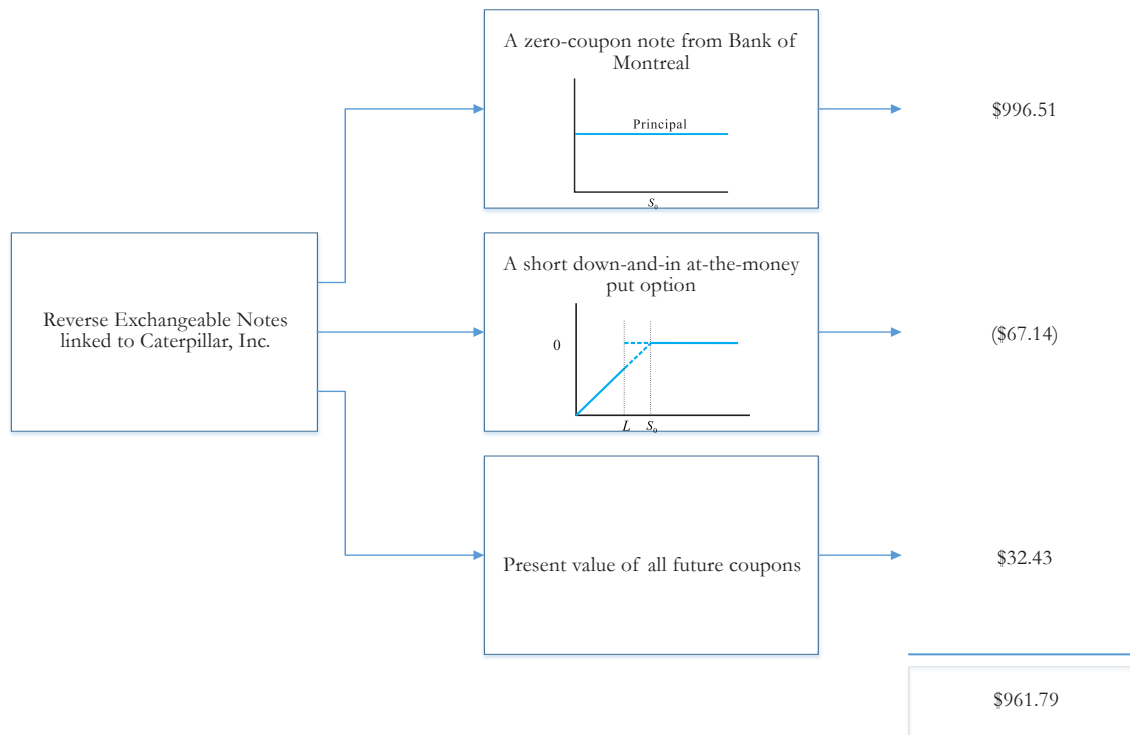 A zero-coupon note from Bank of
Montreal
Principal
S₀
$996.51
Reverse Exchangeable Notes
linked to Caterpillar, Inc.
A short down-and-in at-the-money
put option
0
L S₀
($67.14)
Present value of all future coupons
$32.43
$961.79